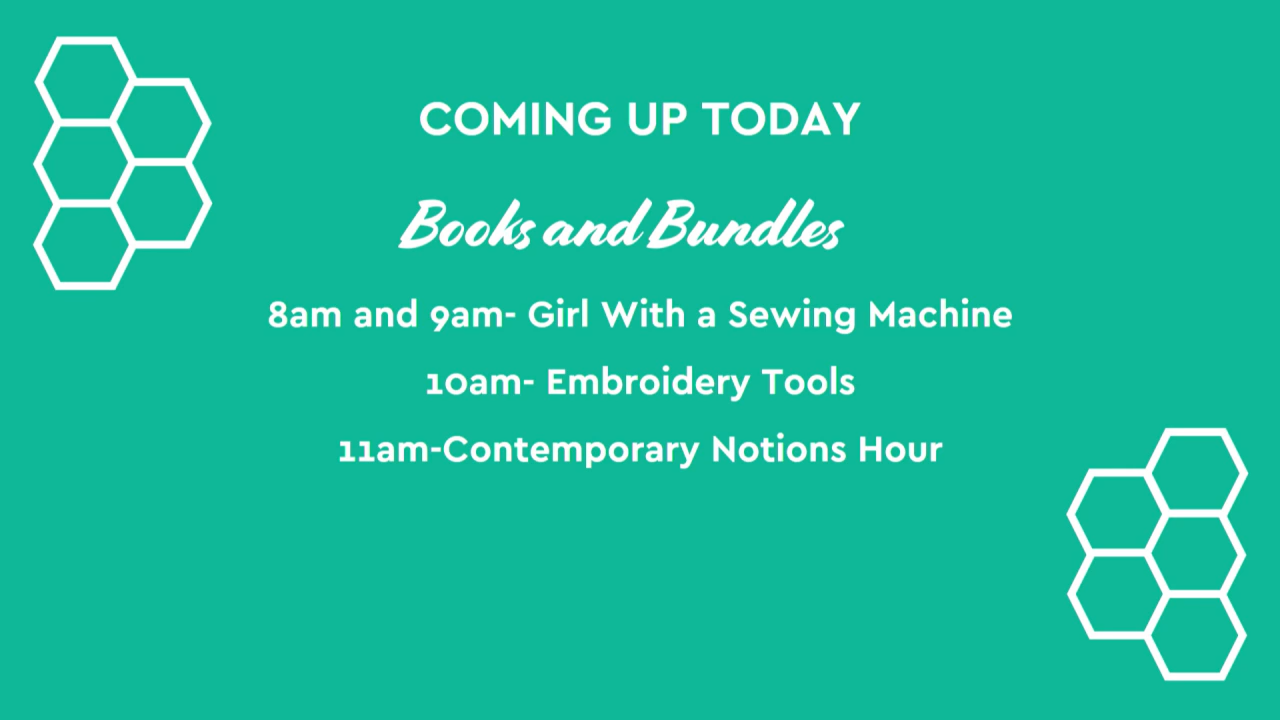 COMING UP TODAY
Books and Bundles
8am and 9am- Girl With a Sewing Machine
10am- Embroidery Tools
11am-Contemporary Notions Hour